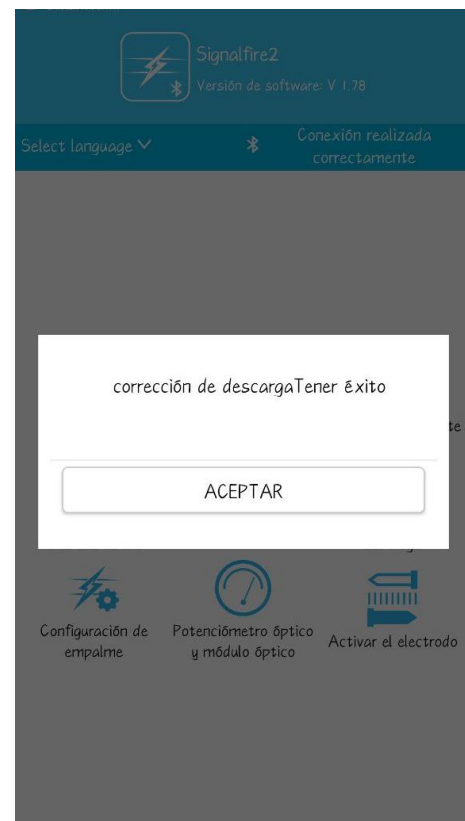 Signalfire2
Versión de software: V 1.78
Select language
Conexión realizada
correctamente
corrección de descargaTener éxito
te
ACEPTAR
Configuración de
empalme
Potenciómetro óptico
y módulo óptico
Activar el electrodo